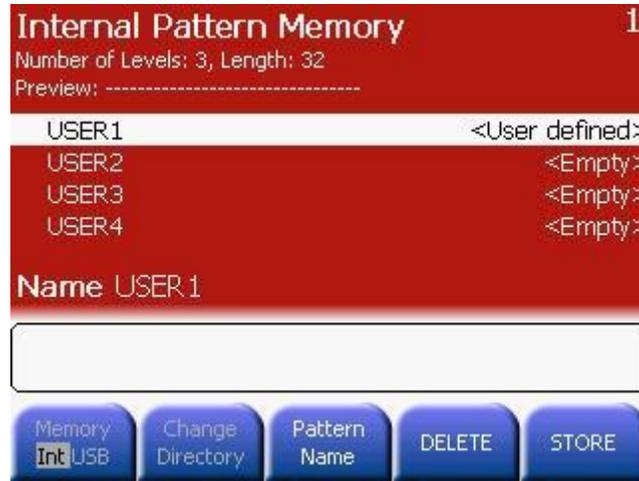 Internal Pattern Memory 1
Number of Levels: 3, Length: 32
Preview: --------------------------------
USER1 <User defined>
USER2 <Empty>
USER3 <Empty>
USER4 <Empty>
Name USER1
Memory Change Pattern DELETE STORE
Int USB Directory Name